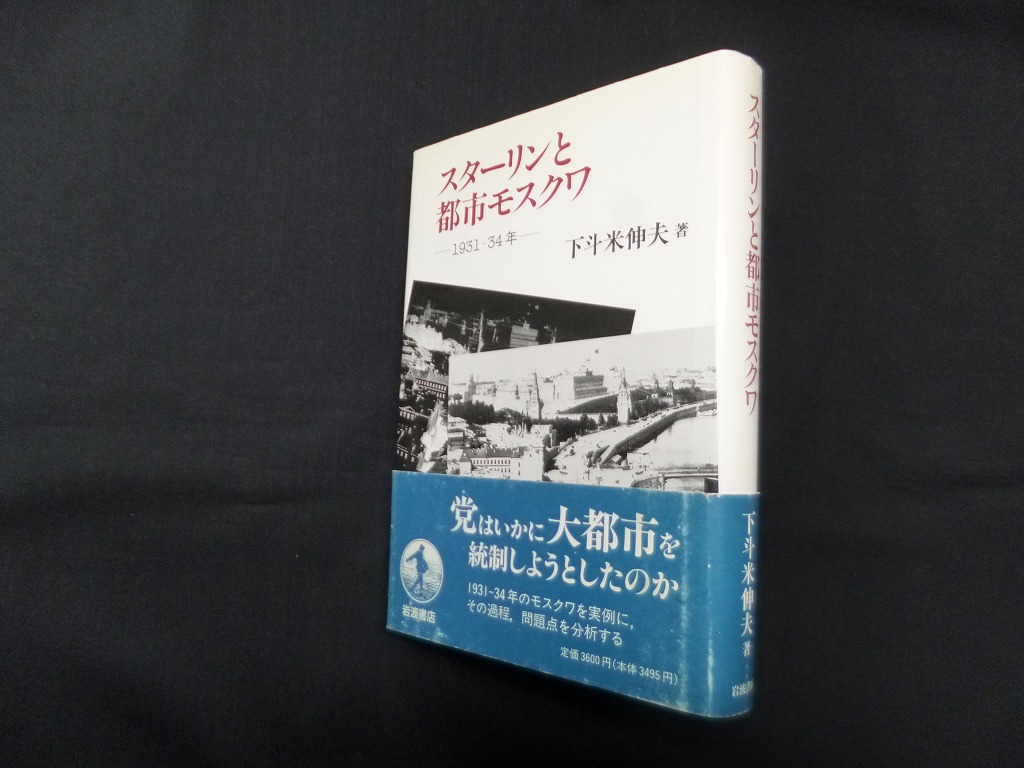 スターリンと
都市モスクワ
1931-34年
下斗米伸夫 著
党はいかに大都市を
統制しようとしたのか
1931-34年のモスクワを実例に,
その過程, 問題点を分析する
定価3600円(本体3495円)
岩波書店
スターリンと都市モスクワ
下斗米伸夫 著
岩波書